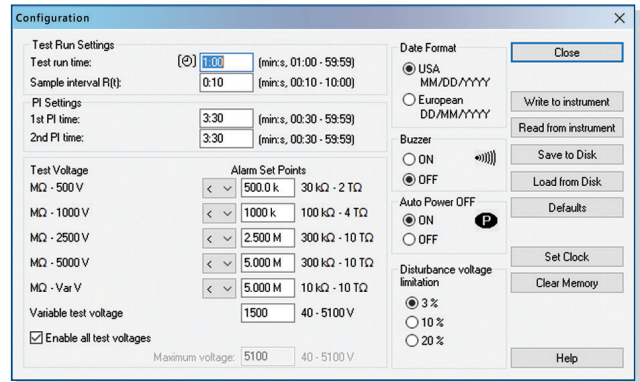 Configuration
Test Run Settings
Test run time: 1:00 (min:s, 01:00 - 59:59)
Sample interval R(t): 0:10 (min:s, 00:10 - 10:00)
PI Settings
1st PI time: 3:30 (min:s, 00:30 - 59:59)
2nd PI time: 3:30 (min:s, 00:30 - 59:59)
Test Voltage Alarm Set Points
MΩ - 500 V < 500.0 k 30 kΩ - 2 TΩ
MΩ - 1000 V < 1000 k 100 kΩ - 4 TΩ
MΩ - 2500 V < 2.500 M 300 kΩ - 10 TΩ
MΩ - 5000 V < 5.000 M 300 kΩ - 10 TΩ
MΩ - Var V < 5.000 M 10 kΩ - 10 TΩ
Variable test voltage 1500 40 - 5100 V
Enable all test voltages
Maximum voltage: 5100 40 - 5100 V
Date Format
USA
MM/DD/YYYY
European
DD/MM/YYYY
Buzzer
ON
OFF
Auto Power OFF
ON P
OFF
Disturbance voltage
limitation
3 %
10 %
20 %
Close
Write to instrument
Read from instrument
Save to Disk
Load from Disk
Defaults
Set Clock
Clear Memory
Help